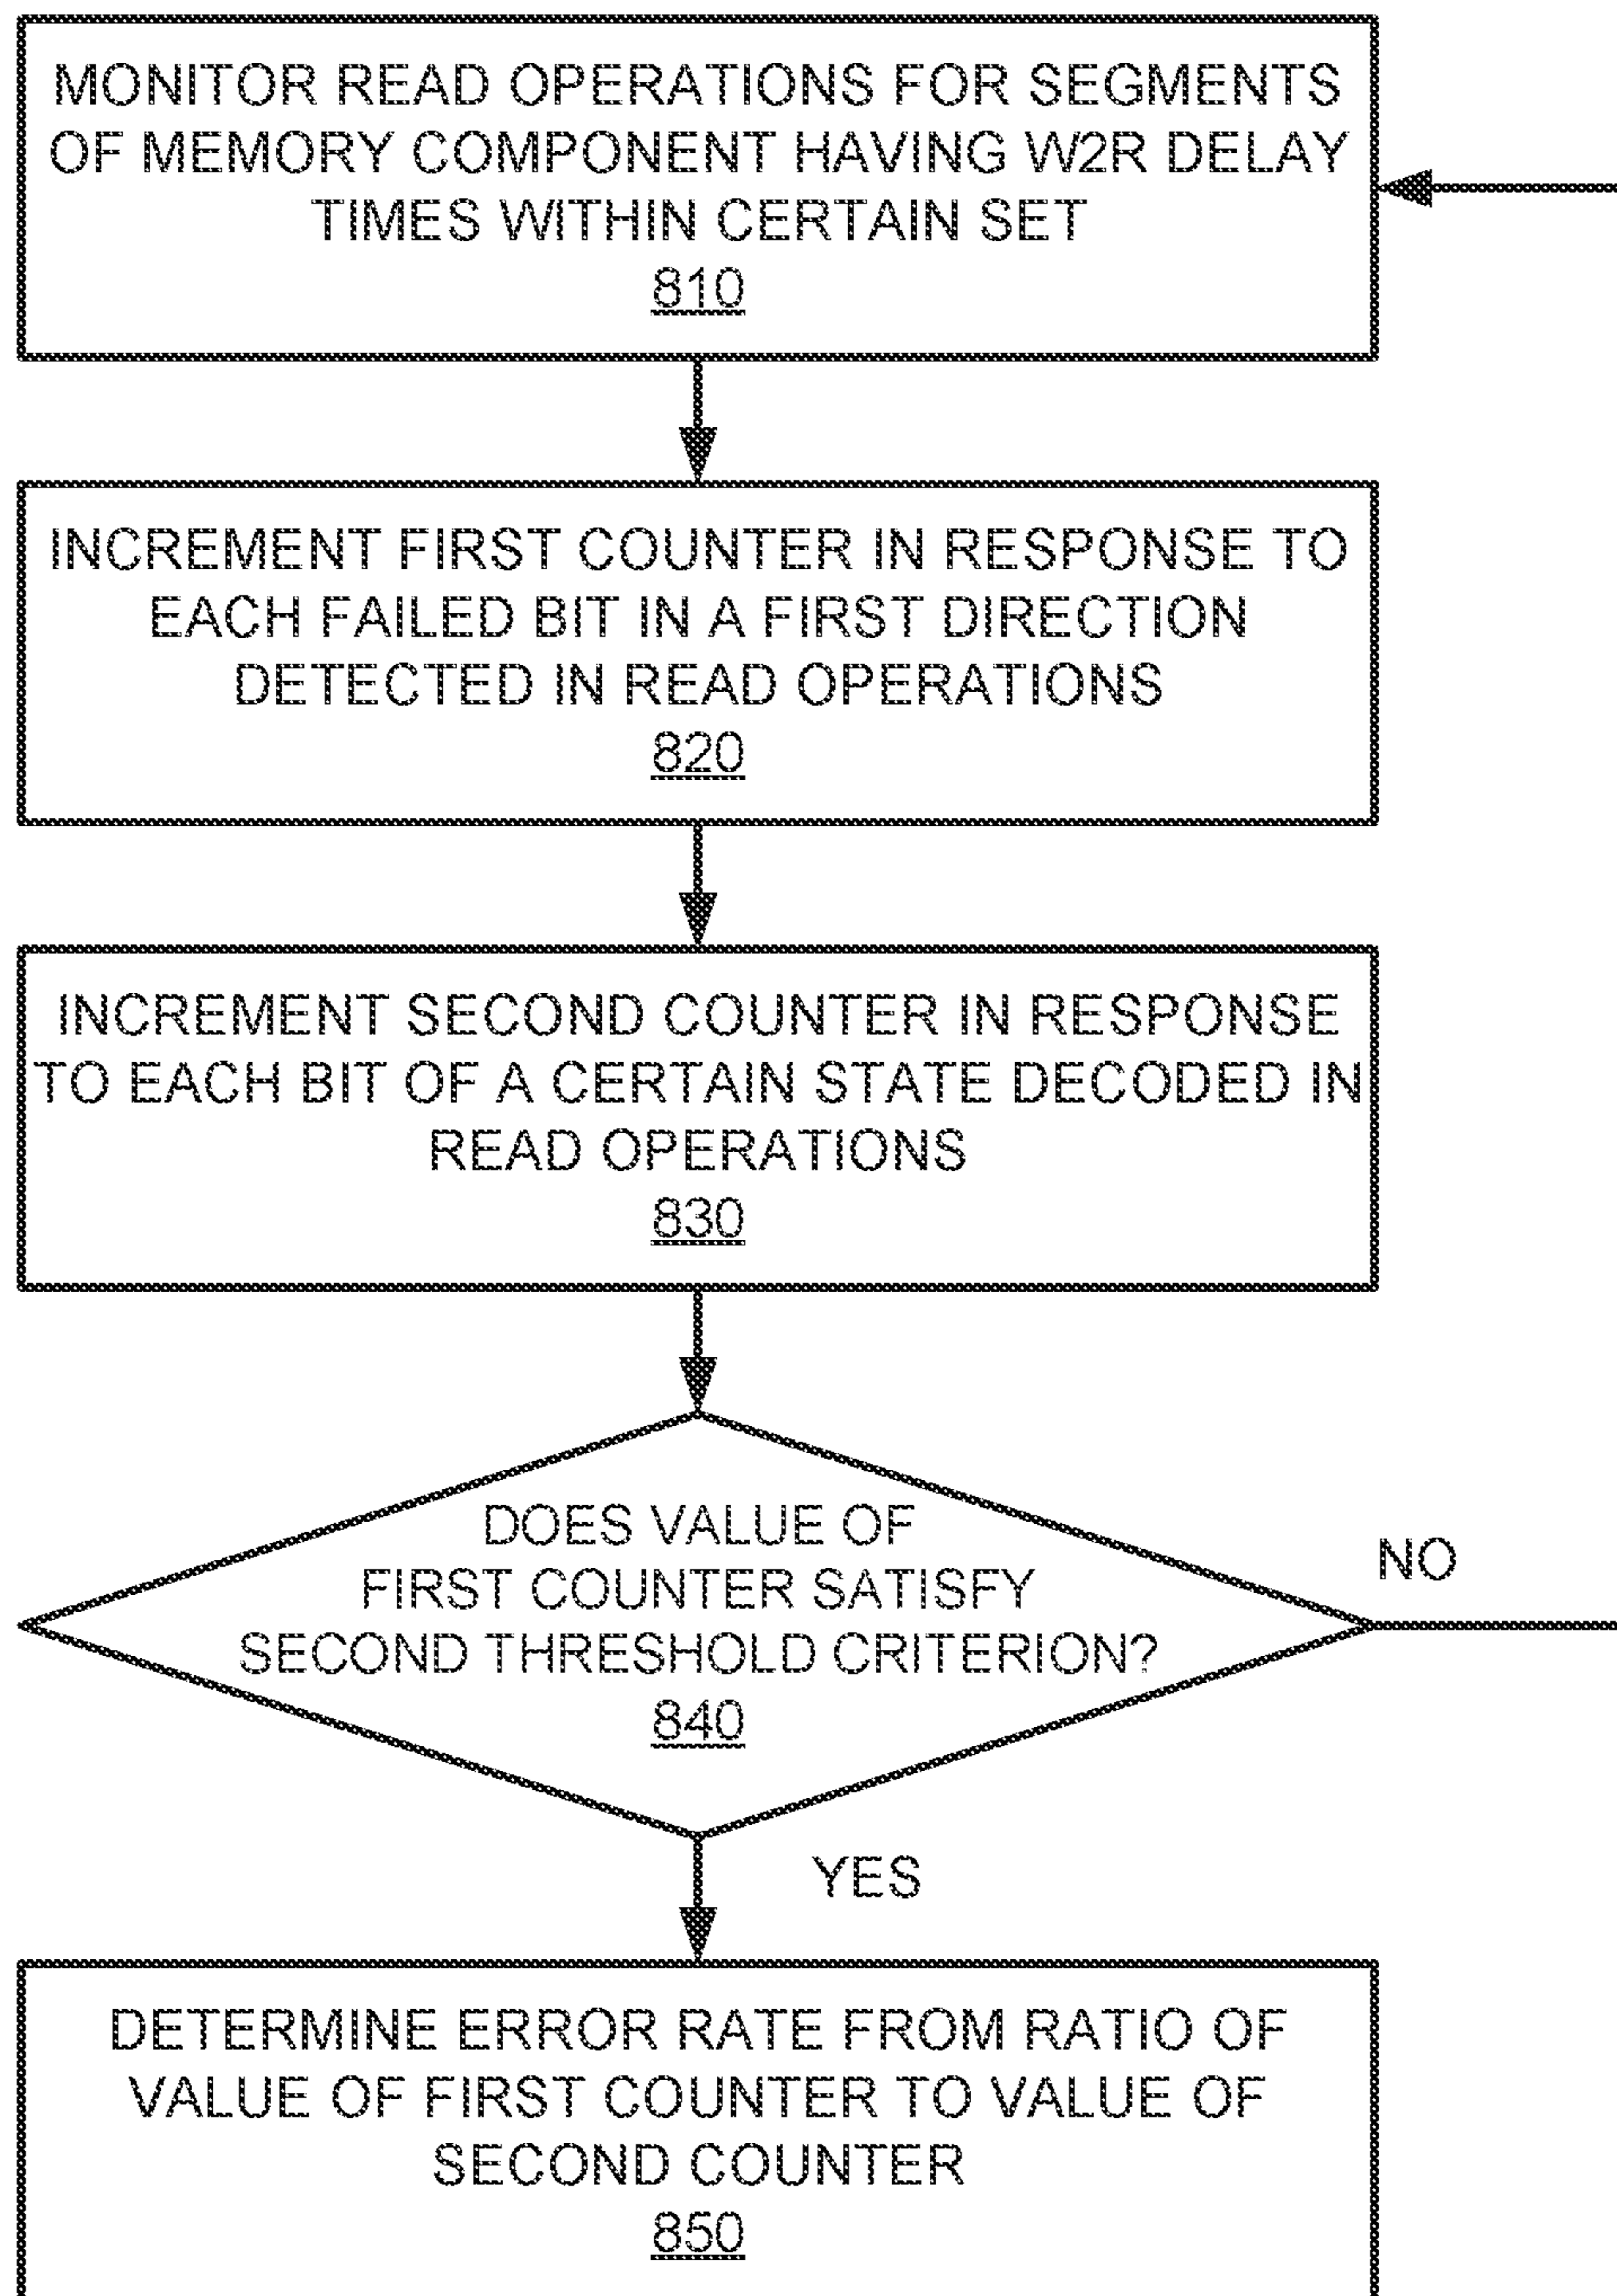 MONITOR READ OPERATIONS FOR SEGMENTS
OF MEMORY COMPONENT HAVING W2R DELAY
TIMES WITHIN CERTAIN SET
810
INCREMENT FIRST COUNTER IN RESPONSE TO
EACH FAILED BIT IN A FIRST DIRECTION
DETECTED IN READ OPERATIONS
820
INCREMENT SECOND COUNTER IN RESPONSE
TO EACH BIT OF A CERTAIN STATE DECODED IN
READ OPERATIONS
830
DOES VALUE OF
FIRST COUNTER SATISFY
SECOND THRESHOLD CRITERION?
840
NO
YES
DETERMINE ERROR RATE FROM RATIO OF
VALUE OF FIRST COUNTER TO VALUE OF
SECOND COUNTER
850